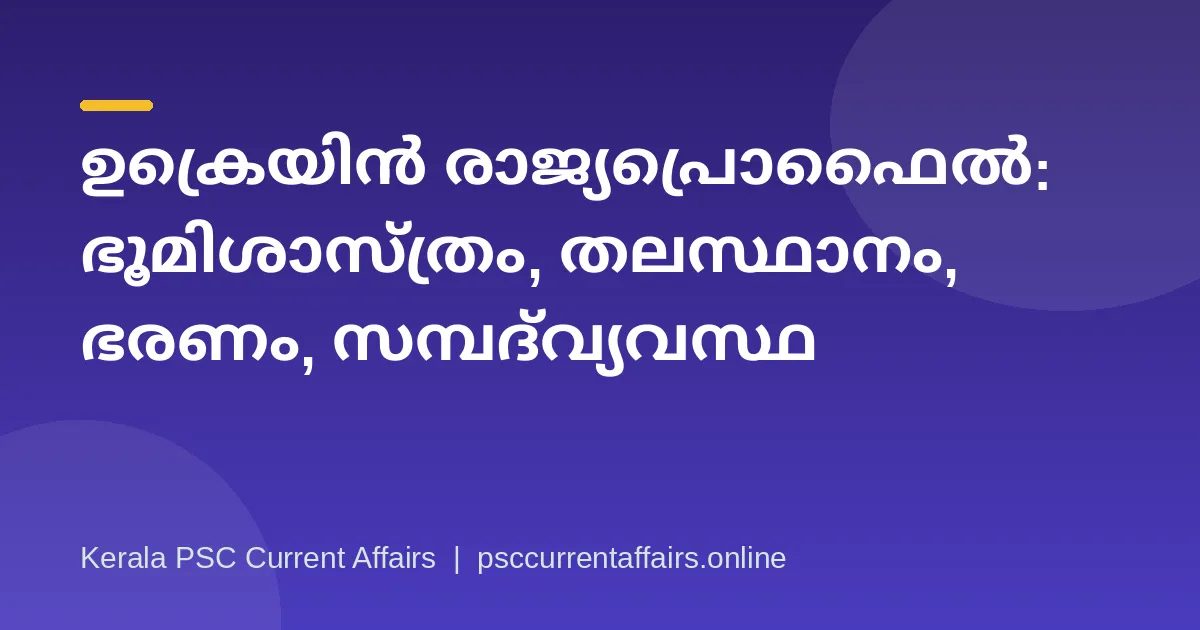 ഉക്രെയിൻ രാജ്യപ്രൊഫൈൽ:
ഭൂമിശാസ്ത്രം, തലസ്ഥാനം,
ഭരണം, സമ്പദ്‌വ്യവസ്ഥ
Kerala PSC Current Affairs | psccurrentaffairs.online